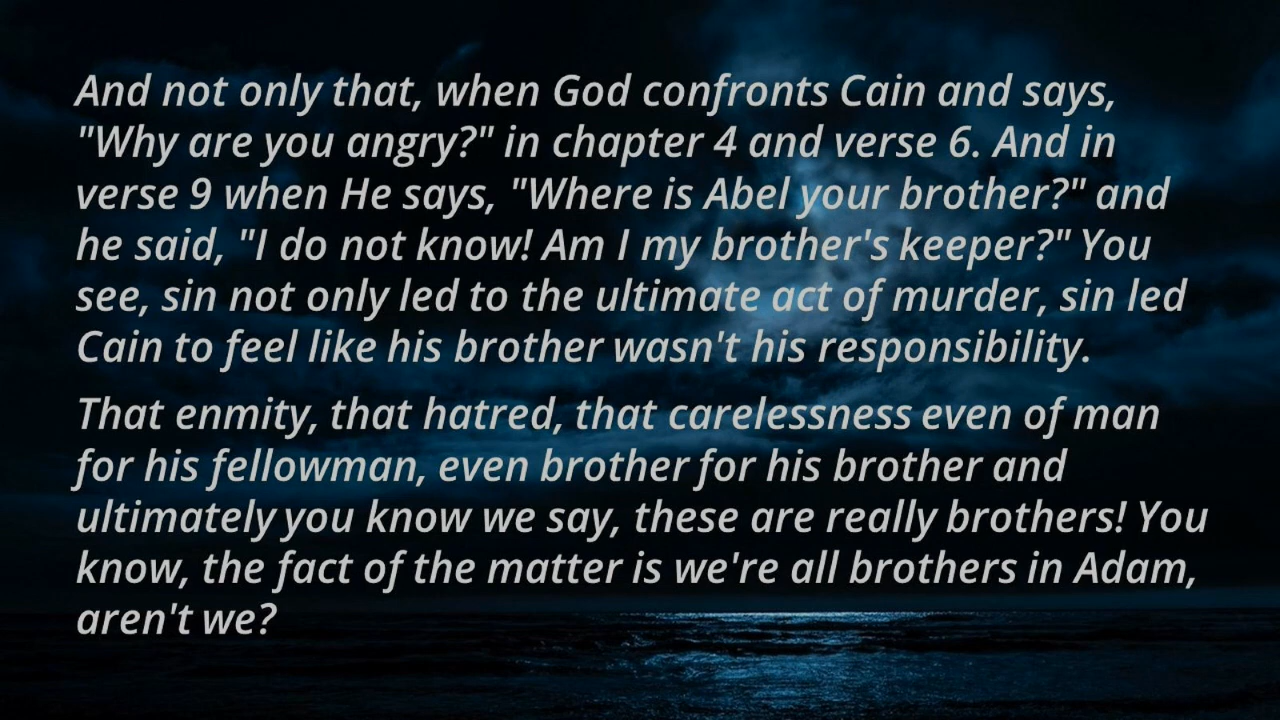 And not only that, when God confronts Cain and says,
"Why are you angry?" in chapter 4 and verse 6. And in
verse 9 when He says, "Where is Abel your brother?" and
he said, "I do not know! Am I my brother's keeper?" You
see, sin not only led to the ultimate act of murder, sin led
Cain to feel like his brother wasn't his responsibility.
That enmity, that hatred, that carelessness even of man
for his fellowman, even brother for his brother and
ultimately you know we say, these are really brothers! You
know, the fact of the matter is we're all brothers in Adam,
aren't we?